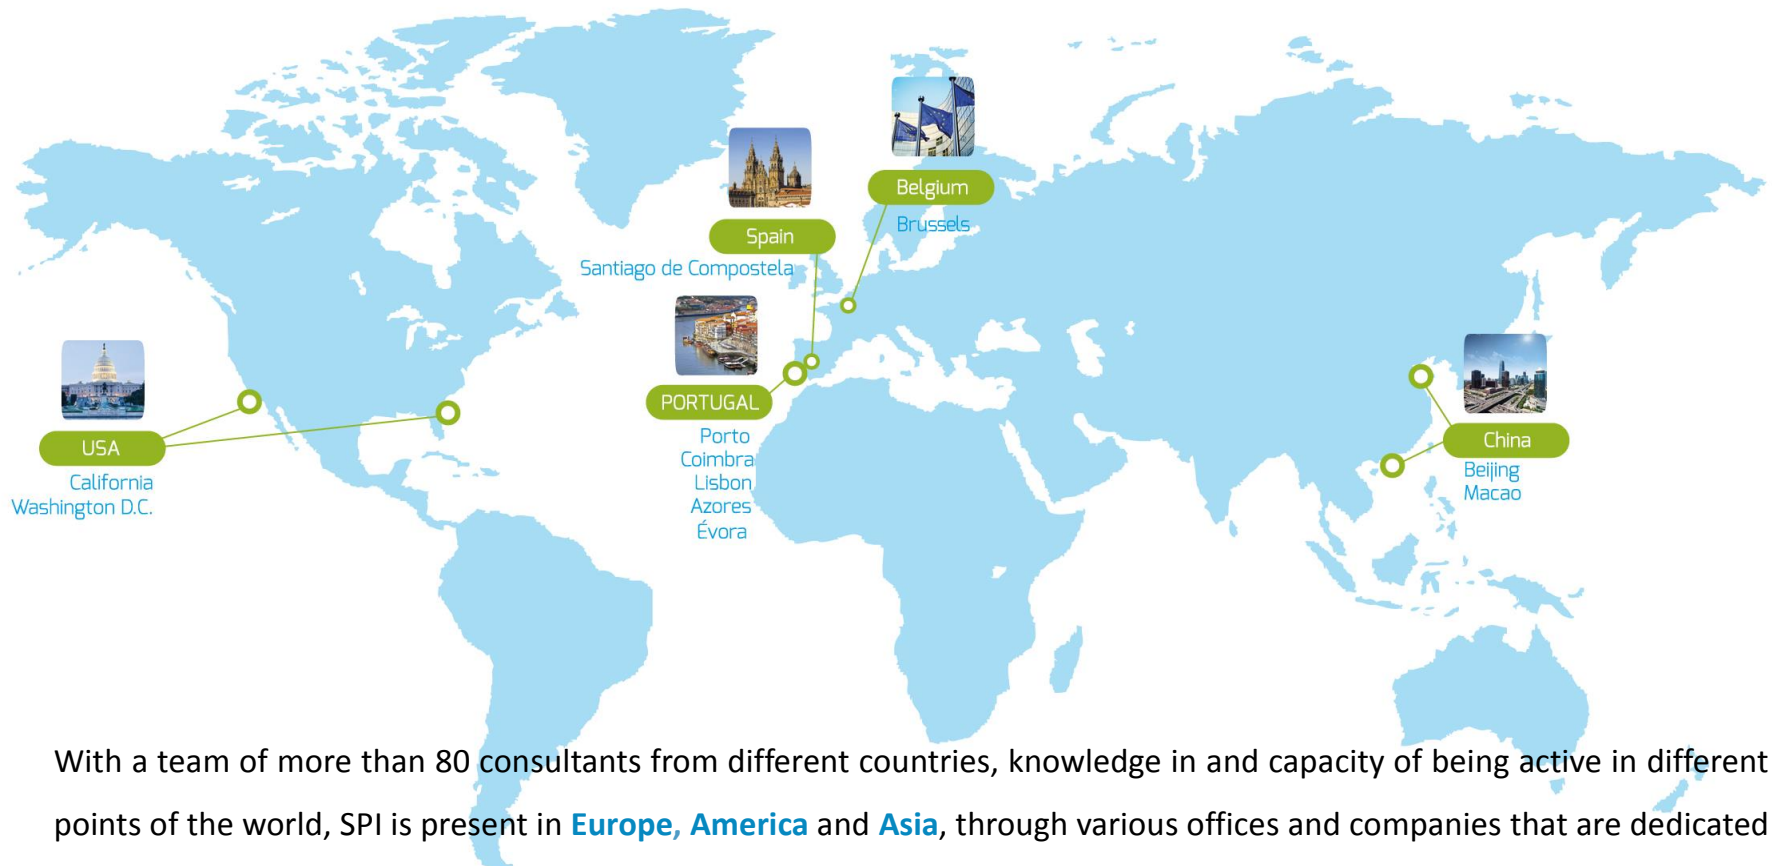 Belgium
Brussels
Spain
Santiago de Compostela
PORTUGAL
Porto
Coimbra
Lisbon
Azores
Évora
USA
California
Washington D.C.
China
Beijing
Macao
With a team of more than 80 consultants from different countries, knowledge in and capacity of being active in different
points of the world, SPI is present in Europe, America and Asia, through various offices and companies that are dedicated